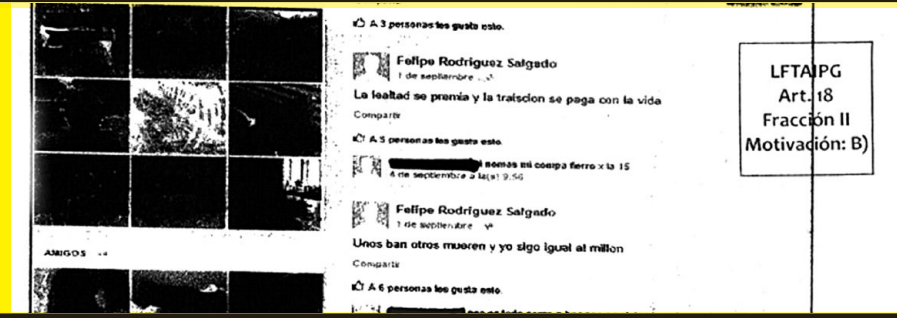 A 3 personas les gusta esto.
Felipe Rodriguez Salgado
1 de septiembre
La lealtad se premia y la traiscion se paga con la vida
Compartir
A 5 personas les gusta esto.
nomas mi compa fierro x la 15
4 de septiembre a la(s) 9:56
Felipe Rodriguez Salgado
1 de septiembre
Unos ban otros mueren y yo sigo igual al millon
Compartir
A 6 personas les gusta esto.
AMIGOS
LFTAIPG
Art. 18
Fracción II
Motivación: B)